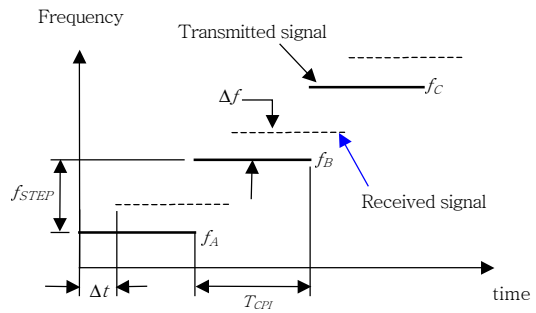 Frequency
Transmitted signal
f_C
Δf
f_B
f_STEP
Received signal
f_A
Δt
T_CPI
time